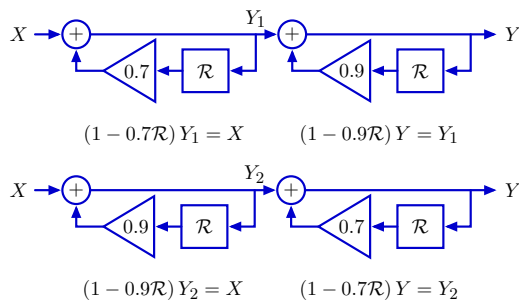 X + Y₁ + Y
0.7 ℛ 0.9 ℛ
(1 − 0.7ℛ) Y₁ = X (1 − 0.9ℛ) Y = Y₁
X + Y₂ + Y
0.9 ℛ 0.7 ℛ
(1 − 0.9ℛ) Y₂ = X (1 − 0.7ℛ) Y = Y₂